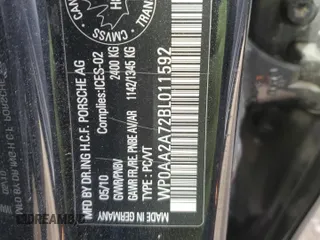 CMVSS
MFD BY DR.ING H.C.F. PORSCHE AG
Complies:ICES-02
05/10
2400 KG
GVWR/PNBV
1142/1345 KG
GAWR FR/RE. PNBE AV/AR
TYPE : PC/VT
WP0AA2A72BL011592
MADE IN GERMANY